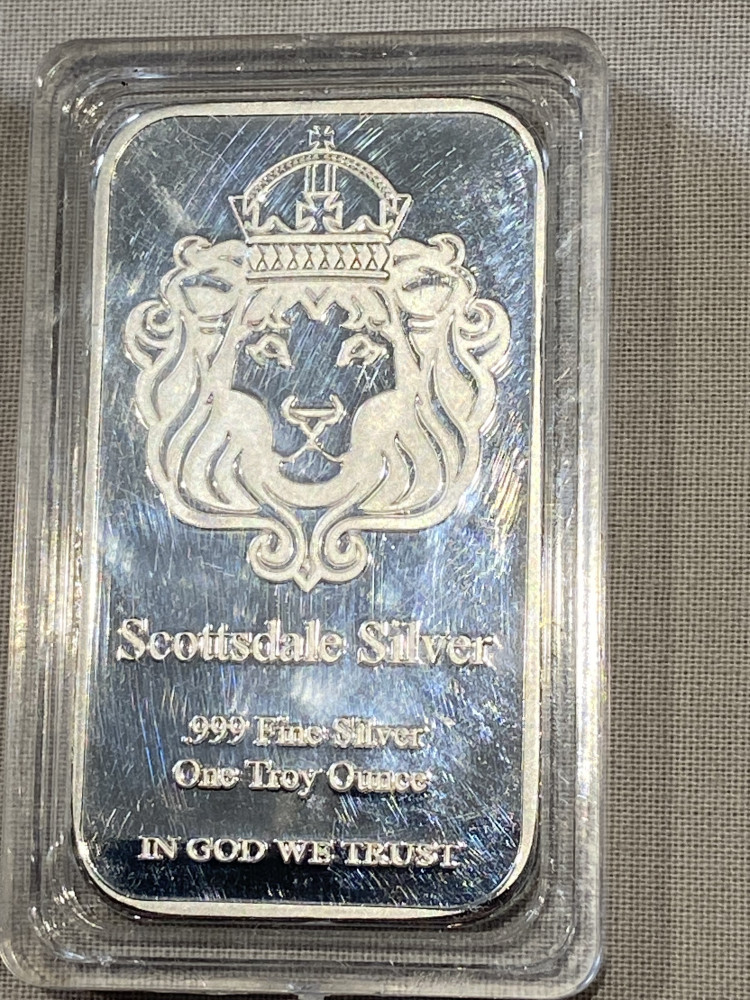 Scottsdale Silver
.999 Fine Silver
One Troy Ounce
IN GOD WE TRUST